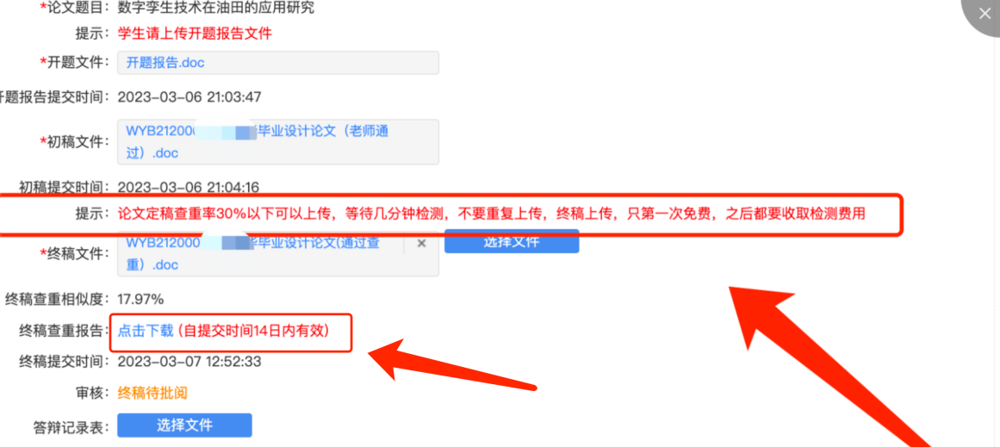 *论文题目：数字孪生技术在油田的应用研究
提示：学生请上传开题报告文件
*开题文件：开题报告.doc
开题报告提交时间：2023-03-06 21:03:47
*初稿文件：WYB21200 毕业设计论文（老师通
过）.doc
初稿提交时间：2023-03-06 21:04:16
提示：论文定稿查重率30%以下可以上传，等待几分钟检测，不要重复上传，终稿上传，只第一次免费，之后都要收取检测费用
*终稿文件：WYB212000 毕业设计论文(通过查
重）.doc
选择文件
终稿查重相似度：17.97%
终稿查重报告：点击下载 (自提交时间14日内有效)
终稿提交时间：2023-03-07 12:52:33
审核：终稿待批阅
答辩记录表：选择文件